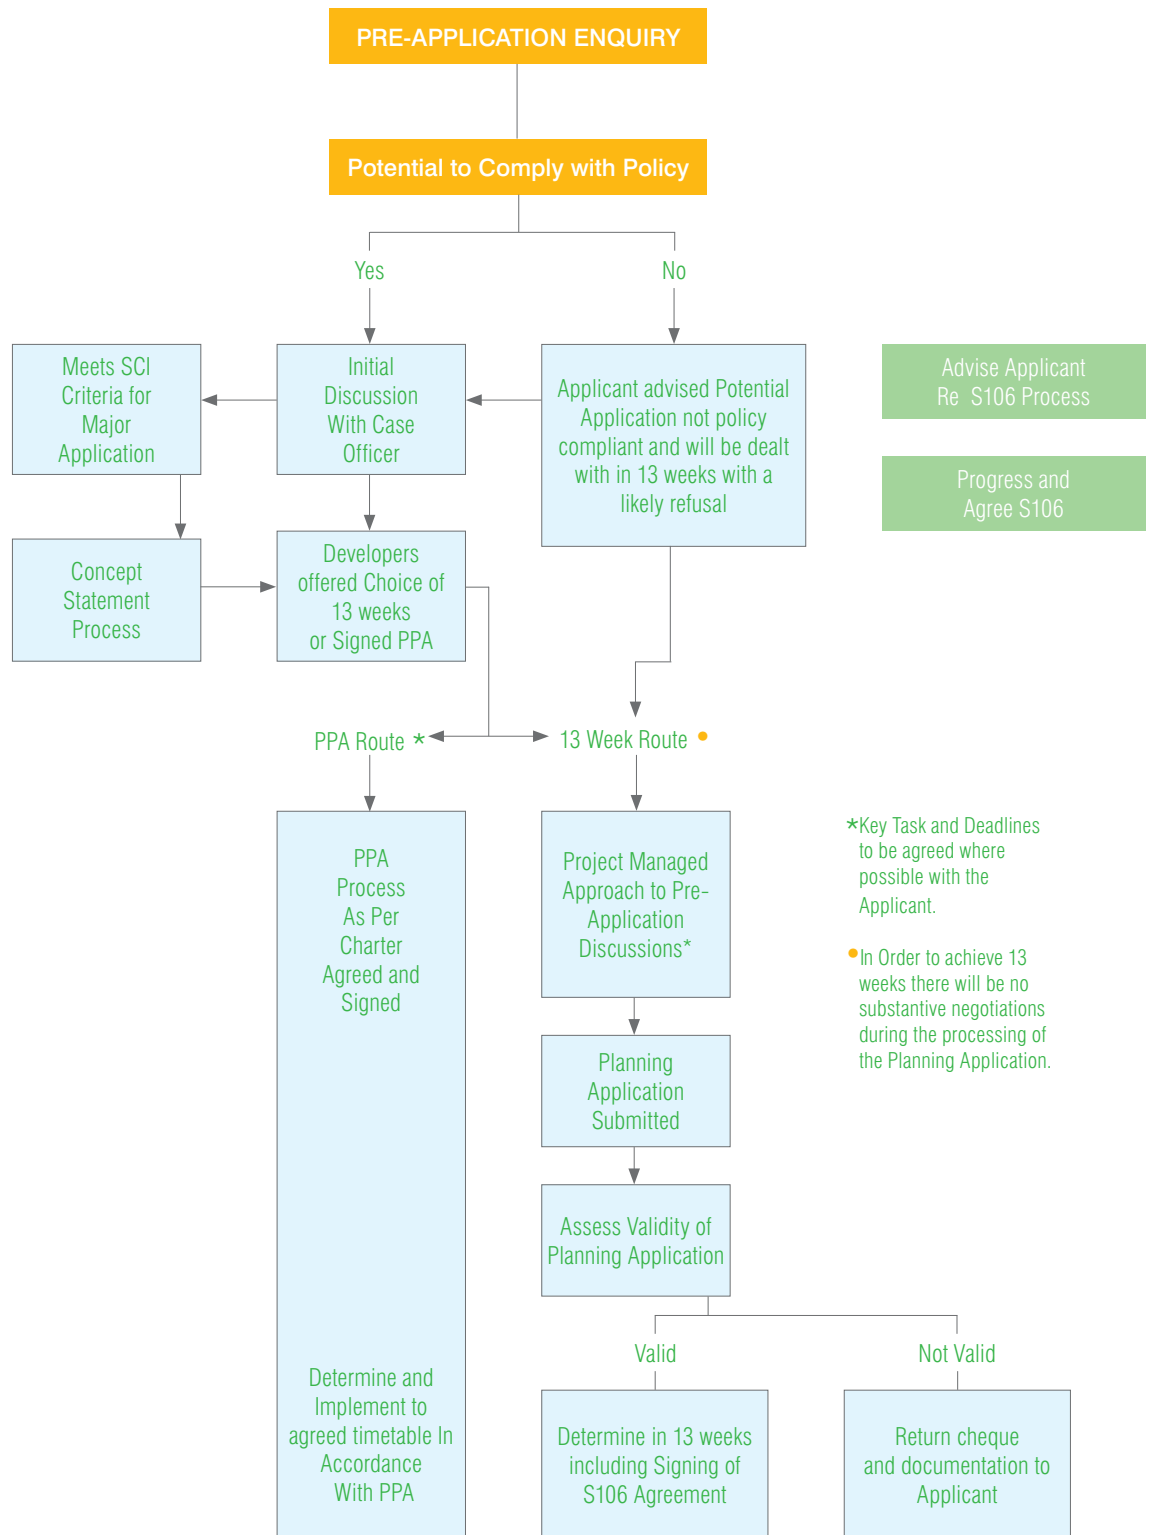 PRE-APPLICATION ENQUIRY
Potential to Comply with Policy
Yes
No
Meets SCI
Criteria for
Major
Application
Initial
Discussion
With Case
Officer
Applicant advised Potential
Application not policy
compliant and will be dealt
with in 13 weeks with a
likely refusal
Advise Applicant
Re S106 Process
Progress and
Agree S106
Concept
Statement
Process
Developers
offered Choice of
13 weeks
or Signed PPA
PPA Route *
13 Week Route •
PPA
Process
As Per
Charter
Agreed and
Signed
Project Managed
Approach to Pre-
Application
Discussions*
*Key Task and Deadlines
to be agreed where
possible with the
Applicant.
•In Order to achieve 13
weeks there will be no
substantive negotiations
during the processing of
the Planning Application.
Planning
Application
Submitted
Assess Validity of
Planning Application
Valid
Not Valid
Determine and
Implement to
agreed timetable In
Accordance
With PPA
Determine in 13 weeks
including Signing of
S106 Agreement
Return cheque
and documentation to
Applicant